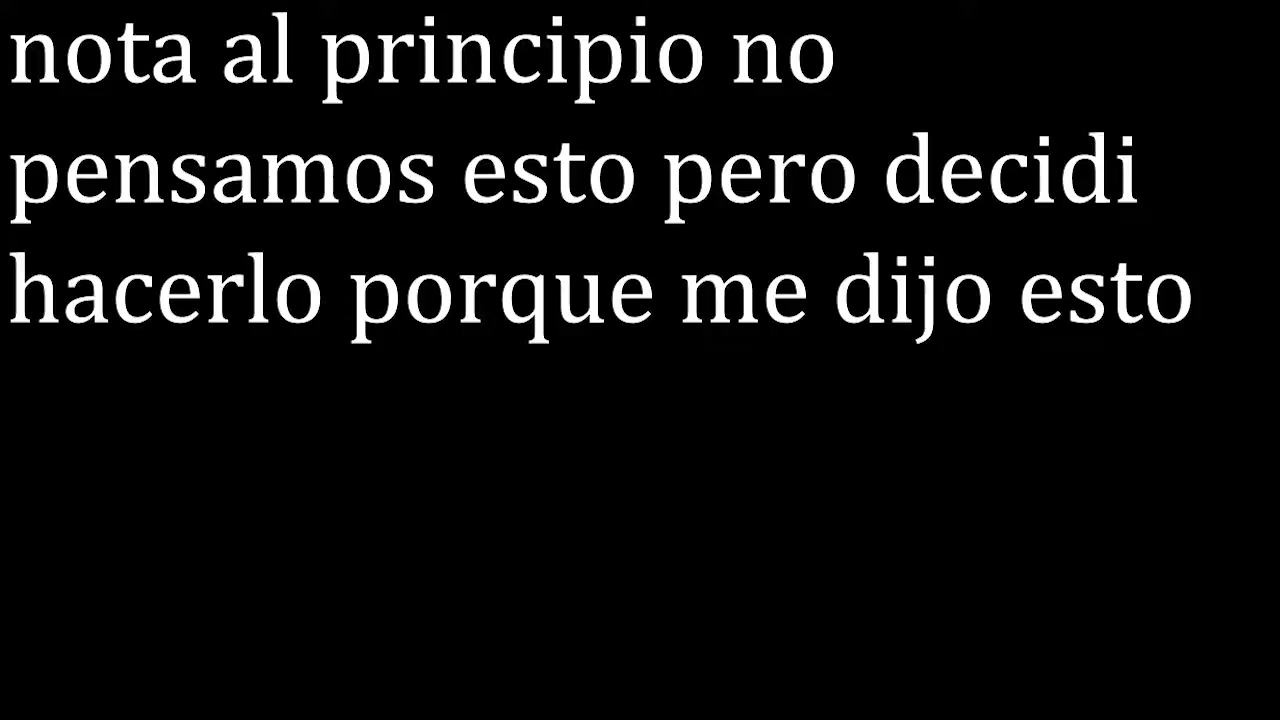 nota al principio no
pensamos esto pero decidi
hacerlo porque me dijo esto